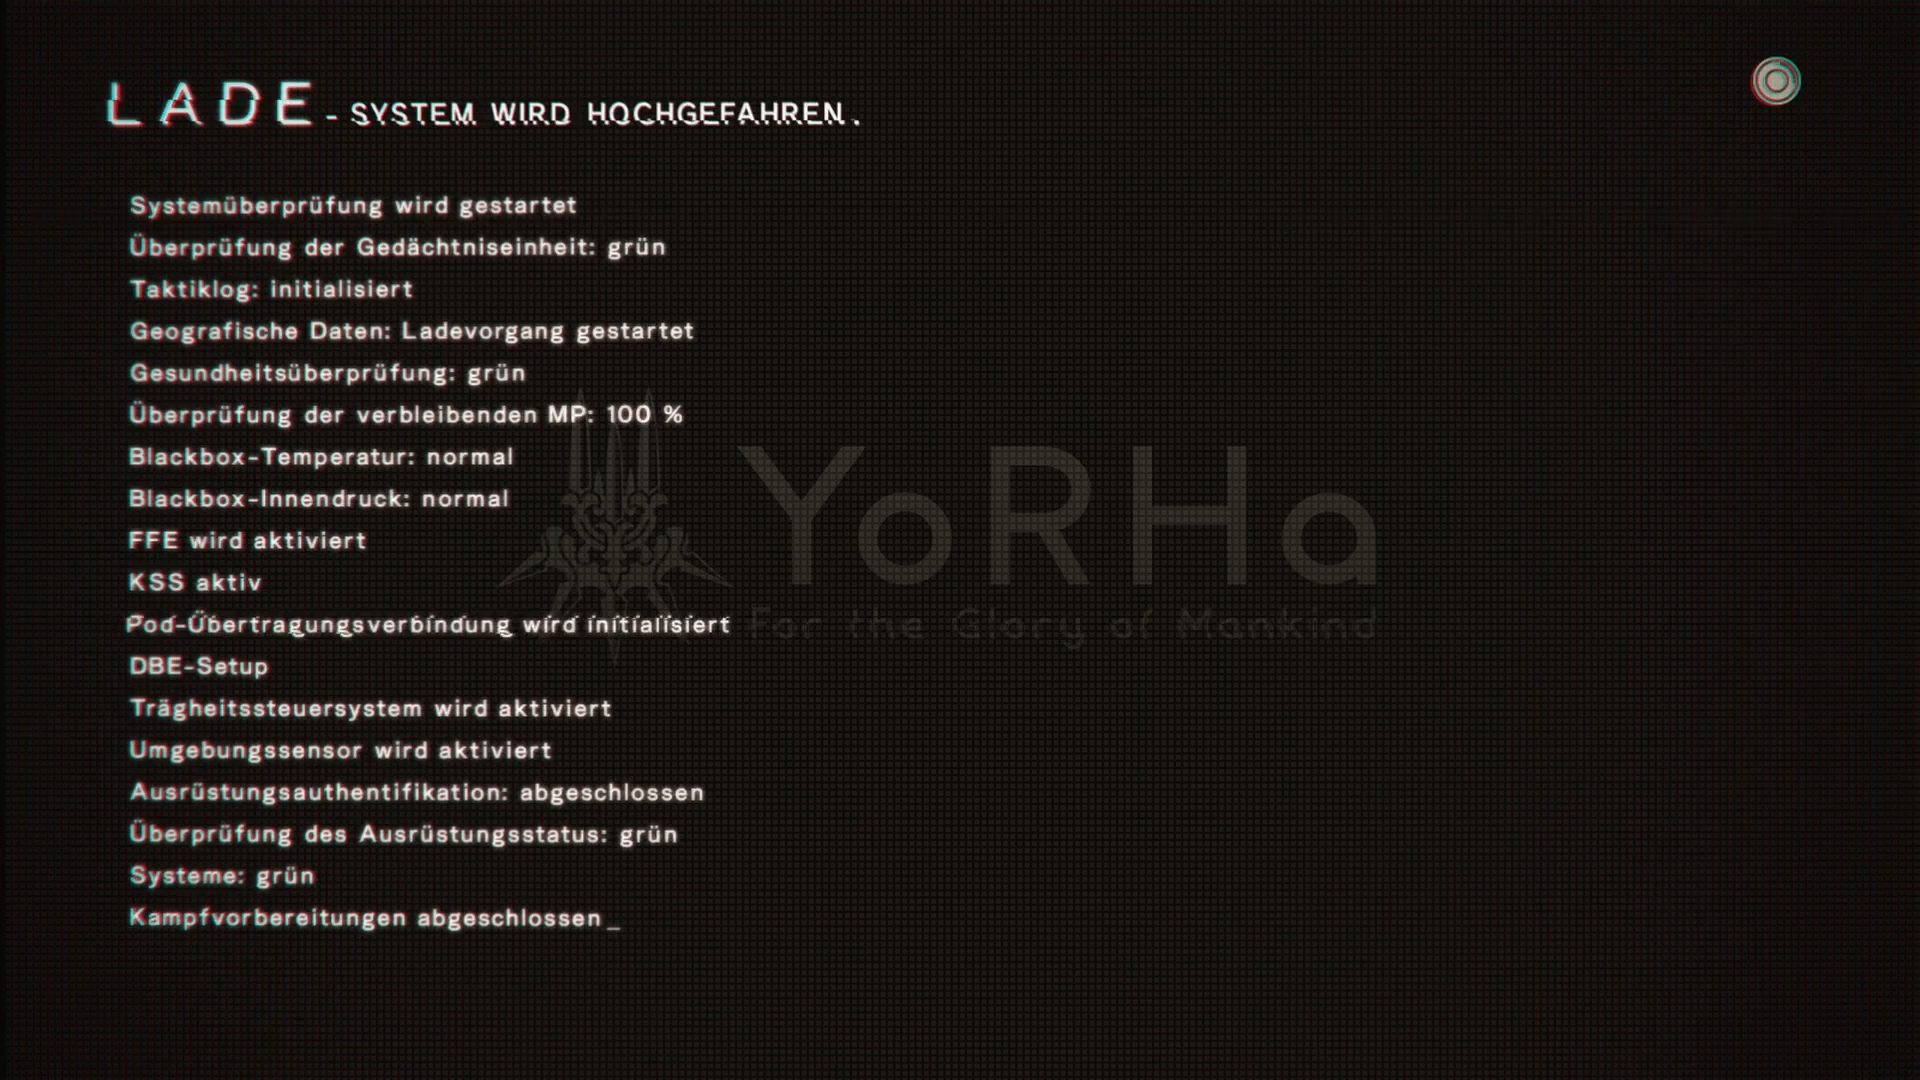 LADE - SYSTEM WIRD HOCHGEFAHREN.
Systemüberprüfung wird gestartet
Überprüfung der Gedächtniseinheit: grün
Taktiklog: initialisiert
Geografische Daten: Ladevorgang gestartet
Gesundheitsüberprüfung: grün
Überprüfung der verbleibenden MP: 100 %
Blackbox-Temperatur: normal
Blackbox-Innendruck: normal
FFE wird aktiviert
KSS aktiv
Pod-Übertragungsverbindung wird initialisiert
DBE-Setup
Trägheitssteuersystem wird aktiviert
Umgebungssensor wird aktiviert
Ausrüstungsauthentifikation: abgeschlossen
Überprüfung des Ausrüstungsstatus: grün
Systeme: grün
Kampfvorbereitungen abgeschlossen_
YoRHa
For the Glory of Mankind